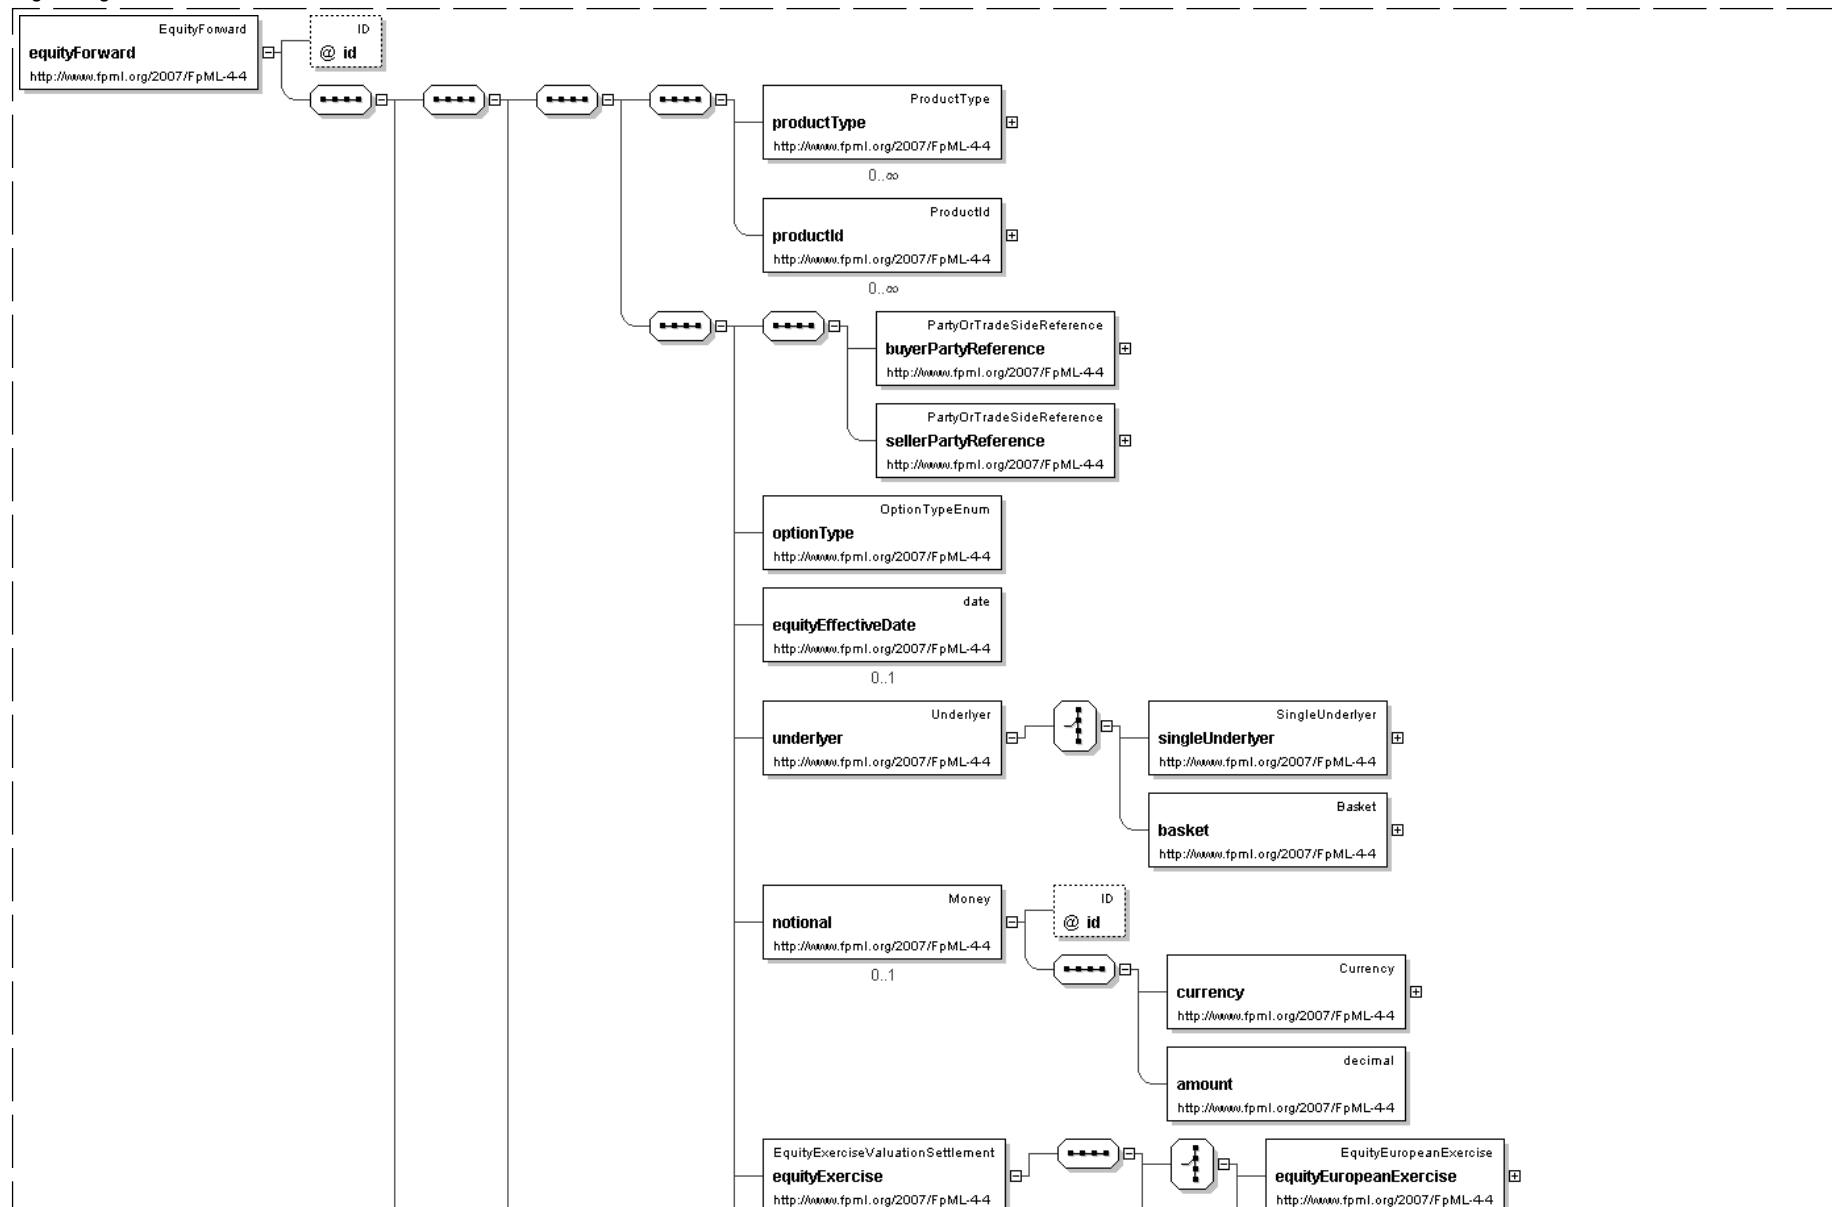 EquityForward
equityForward
http://www.fpml.org/2007/FpML-4-4
ID
@ id
ProductType
productType
http://www.fpml.org/2007/FpML-4-4
0..∞
ProductId
productId
http://www.fpml.org/2007/FpML-4-4
0..∞
PartyOrTradeSideReference
buyerPartyReference
http://www.fpml.org/2007/FpML-4-4
PartyOrTradeSideReference
sellerPartyReference
http://www.fpml.org/2007/FpML-4-4
OptionTypeEnum
optionType
http://www.fpml.org/2007/FpML-4-4
date
equityEffectiveDate
http://www.fpml.org/2007/FpML-4-4
0..1
Underlyer
underlyer
http://www.fpml.org/2007/FpML-4-4
SingleUnderlyer
singleUnderlyer
http://www.fpml.org/2007/FpML-4-4
Basket
basket
http://www.fpml.org/2007/FpML-4-4
Money
notional
http://www.fpml.org/2007/FpML-4-4
0..1
ID
@ id
Currency
currency
http://www.fpml.org/2007/FpML-4-4
decimal
amount
http://www.fpml.org/2007/FpML-4-4
EquityExerciseValuationSettlement
equityExercise
http://www.fpml.org/2007/FpML-4-4
EquityEuropeanExercise
equityEuropeanExercise
http://www.fpml.org/2007/FpML-4-4